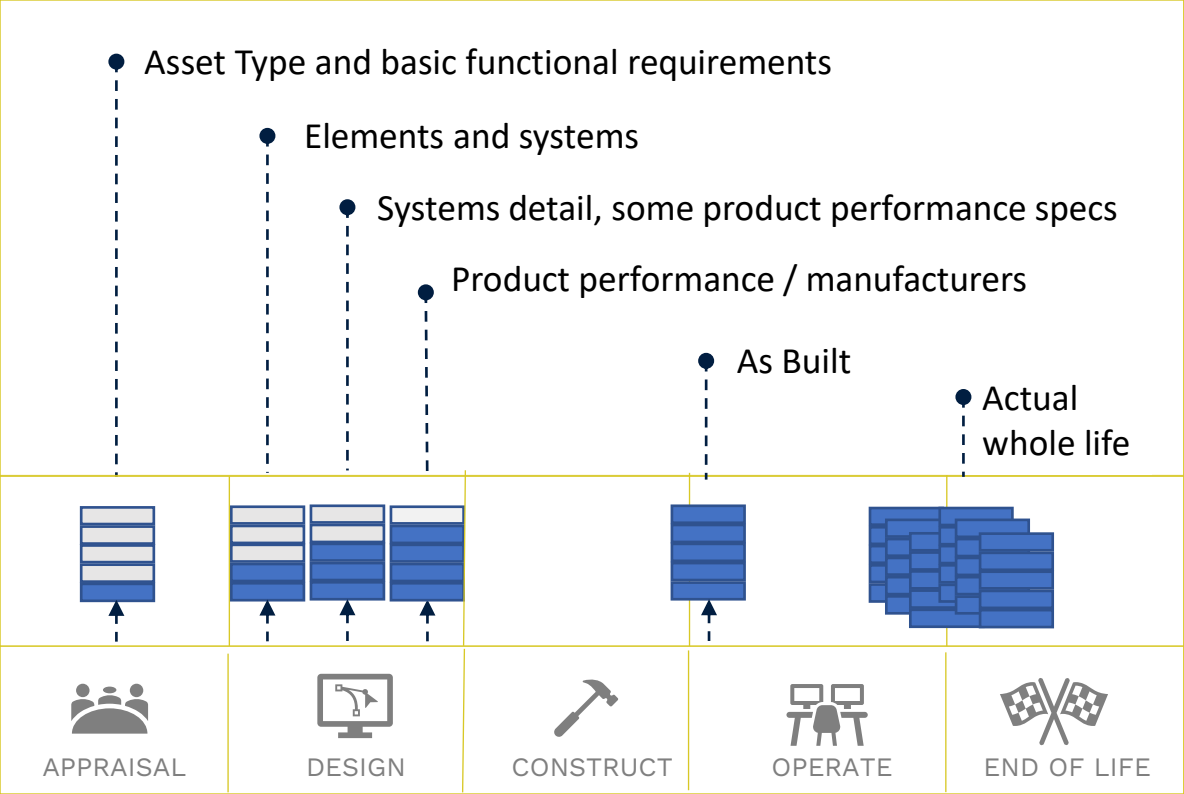 Asset Type and basic functional requirements
Elements and systems
Systems detail, some product performance specs
Product performance / manufacturers
As Built
Actual
whole life
APPRAISAL
DESIGN
CONSTRUCT
OPERATE
END OF LIFE